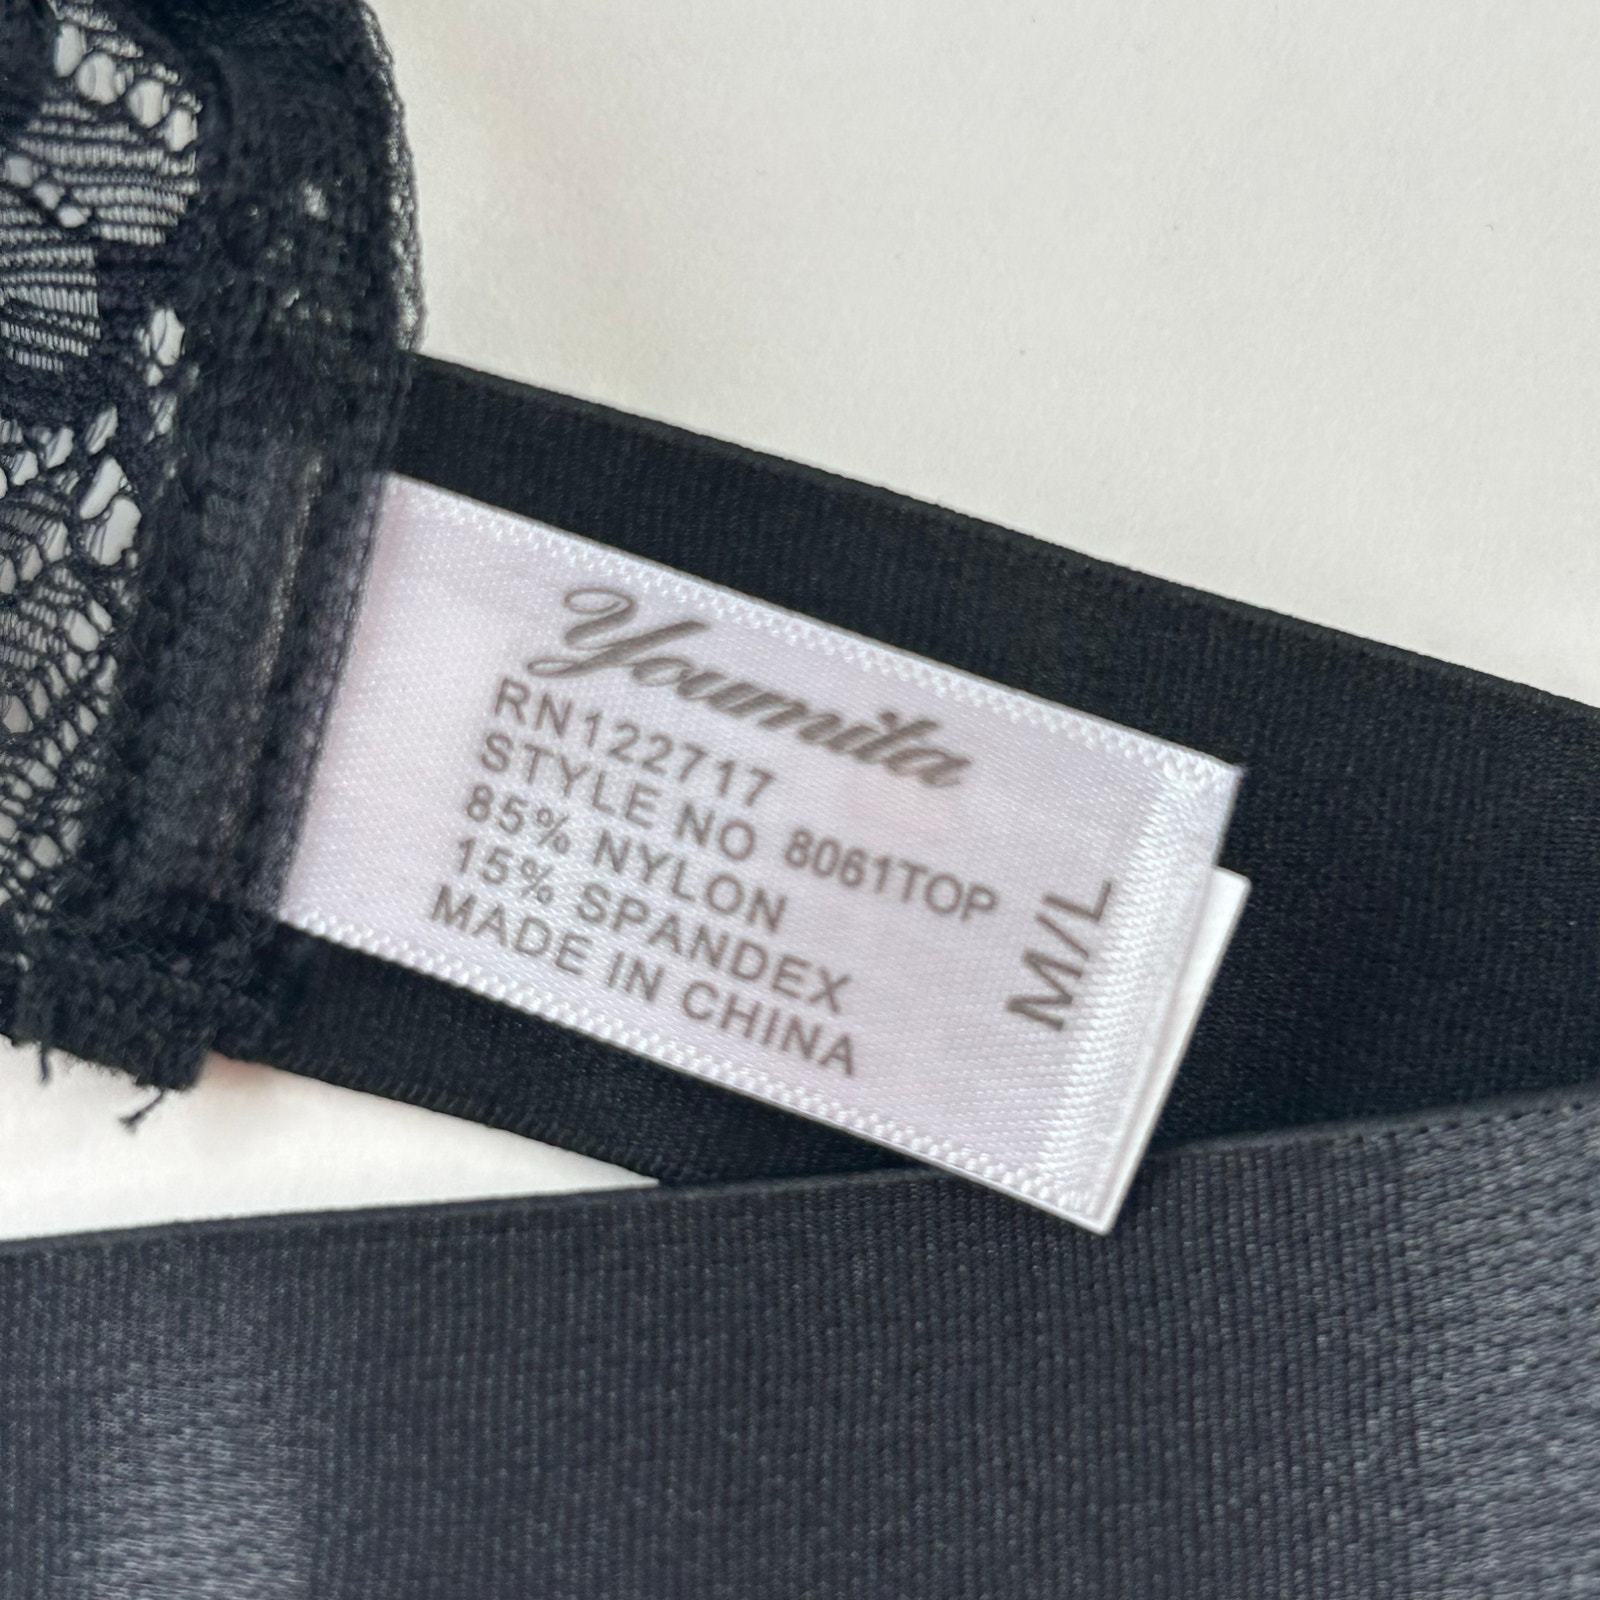 Youmita
RN122717
STYLE NO 8061TOP
85% NYLON
15% SPANDEX
MADE IN CHINA
M/L